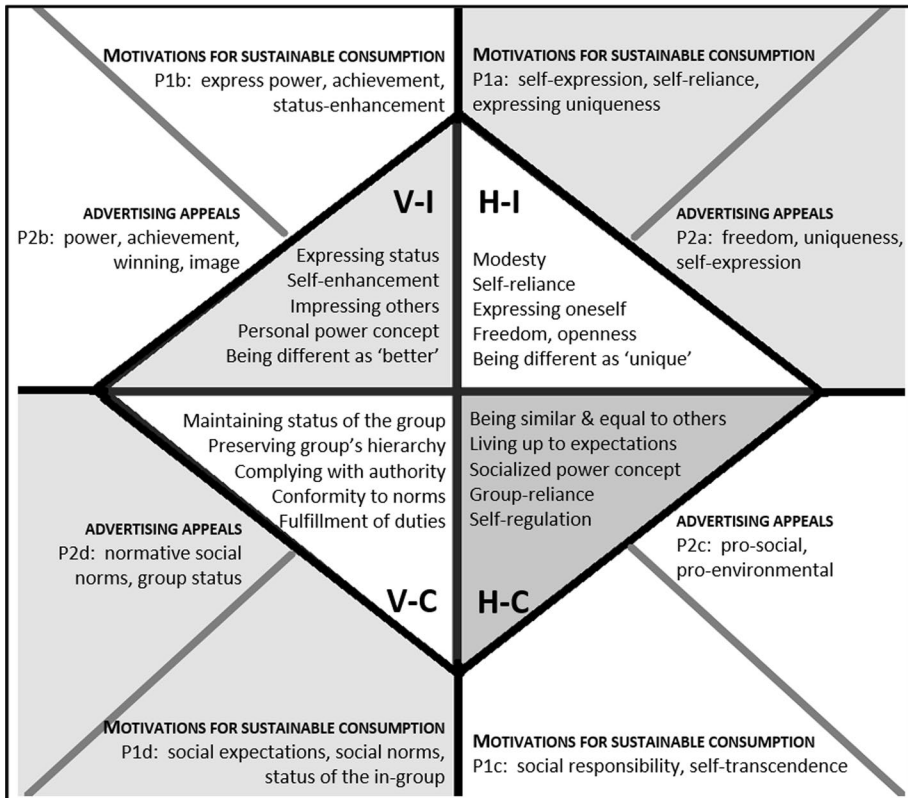 MOTIVATIONS FOR SUSTAINABLE CONSUMPTION
P1b: express power, achievement,
status-enhancement
MOTIVATIONS FOR SUSTAINABLE CONSUMPTION
P1a: self-expression, self-reliance,
expressing uniqueness
ADVERTISING APPEALS
P2b: power, achievement,
winning, image
V-I
Expressing status
Self-enhancement
Impressing others
Personal power concept
Being different as ‘better’
H-I
Modesty
Self-reliance
Expressing oneself
Freedom, openness
Being different as ‘unique’
ADVERTISING APPEALS
P2a: freedom, uniqueness,
self-expression
Maintaining status of the group
Preserving group’s hierarchy
Complying with authority
Conformity to norms
Fulfillment of duties
V-C
Being similar & equal to others
Living up to expectations
Socialized power concept
Group-reliance
Self-regulation
H-C
ADVERTISING APPEALS
P2d: normative social
norms, group status
ADVERTISING APPEALS
P2c: pro-social,
pro-environmental
MOTIVATIONS FOR SUSTAINABLE CONSUMPTION
P1d: social expectations, social norms,
status of the in-group
MOTIVATIONS FOR SUSTAINABLE CONSUMPTION
P1c: social responsibility, self-transcendence